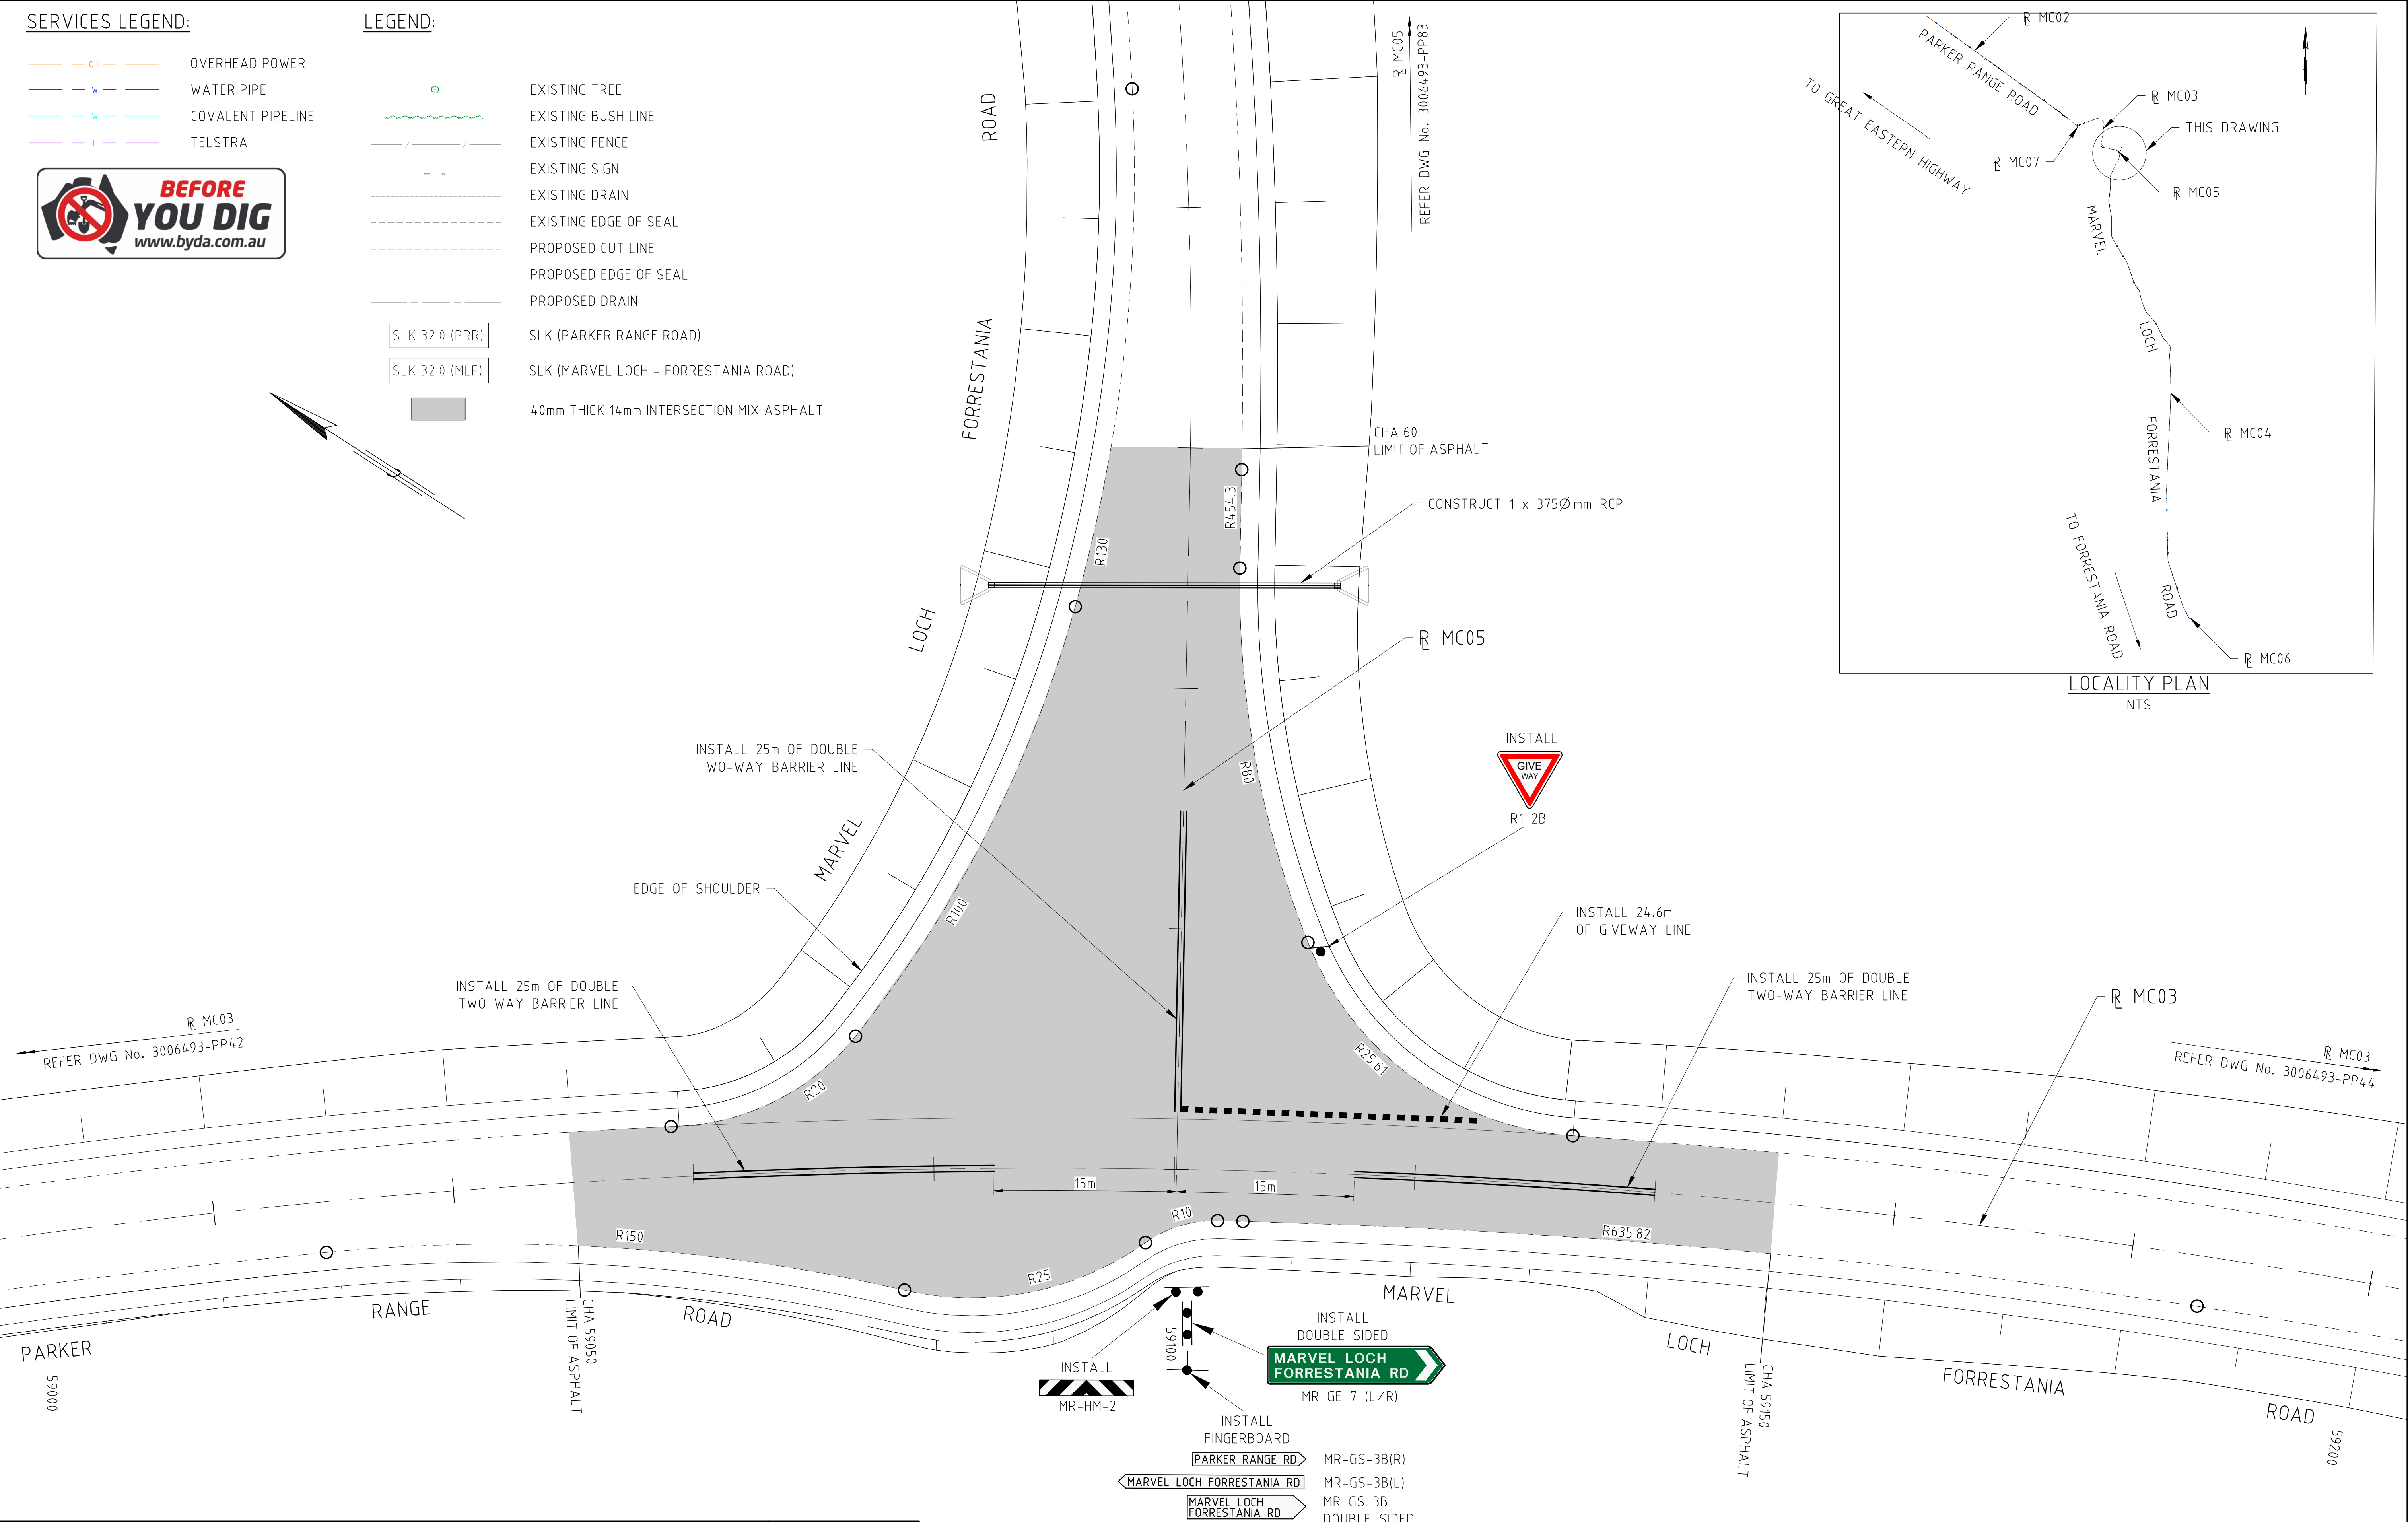 SERVICES LEGEND:
OH
OVERHEAD POWER
W
WATER PIPE
W
COVALENT PIPELINE
T
TELSTRA
BEFORE
YOU DIG
www.byda.com.au
LEGEND:
EXISTING TREE
EXISTING BUSH LINE
EXISTING FENCE
EXISTING SIGN
EXISTING DRAIN
EXISTING EDGE OF SEAL
PROPOSED CUT LINE
PROPOSED EDGE OF SEAL
PROPOSED DRAIN
SLK 32.0 (PRR)
SLK (PARKER RANGE ROAD)
SLK 32.0 (MLF)
SLK (MARVEL LOCH - FORRESTANIA ROAD)
40mm THICK 14mm INTERSECTION MIX ASPHALT
ROAD
FORRESTANIA
LOCH
MARVEL
℞ MC05
REFER DWG No. 3006493-PP83
℞ MC02
PARKER RANGE ROAD
TO GREAT EASTERN HIGHWAY
℞ MC03
THIS DRAWING
℞ MC07
℞ MC05
MARVEL
LOCH
℞ MC04
FORRESTANIA
TO FORRESTANIA ROAD
ROAD
℞ MC06
LOCALITY PLAN
NTS
CHA 60
LIMIT OF ASPHALT
R454.3
CONSTRUCT 1 x 375Ø mm RCP
R130
℞ MC05
INSTALL 25m OF DOUBLE
TWO-WAY BARRIER LINE
R80
INSTALL
GIVE
WAY
R1-2B
EDGE OF SHOULDER
R100
INSTALL 24.6m
OF GIVEWAY LINE
INSTALL 25m OF DOUBLE
TWO-WAY BARRIER LINE
INSTALL 25m OF DOUBLE
TWO-WAY BARRIER LINE
℞ MC03
℞ MC03
REFER DWG No. 3006493-PP42
℞ MC03
REFER DWG No. 3006493-PP44
R20
R25.61
15m
15m
R10
R150
R635.82
R25
PARKER
RANGE
ROAD
MARVEL
LOCH
FORRESTANIA
ROAD
59000
CHA 59050
LIMIT OF ASPHALT
59100
CHA 59150
LIMIT OF ASPHALT
59200
INSTALL
MR-HM-2
INSTALL
DOUBLE SIDED
MARVEL LOCH
FORRESTANIA RD
MR-GE-7 (L/R)
INSTALL
FINGERBOARD
PARKER RANGE RD
MR-GS-3B(R)
MARVEL LOCH FORRESTANIA RD
MR-GS-3B(L)
MARVEL LOCH
FORRESTANIA RD
MR-GS-3B
DOUBLE SIDED